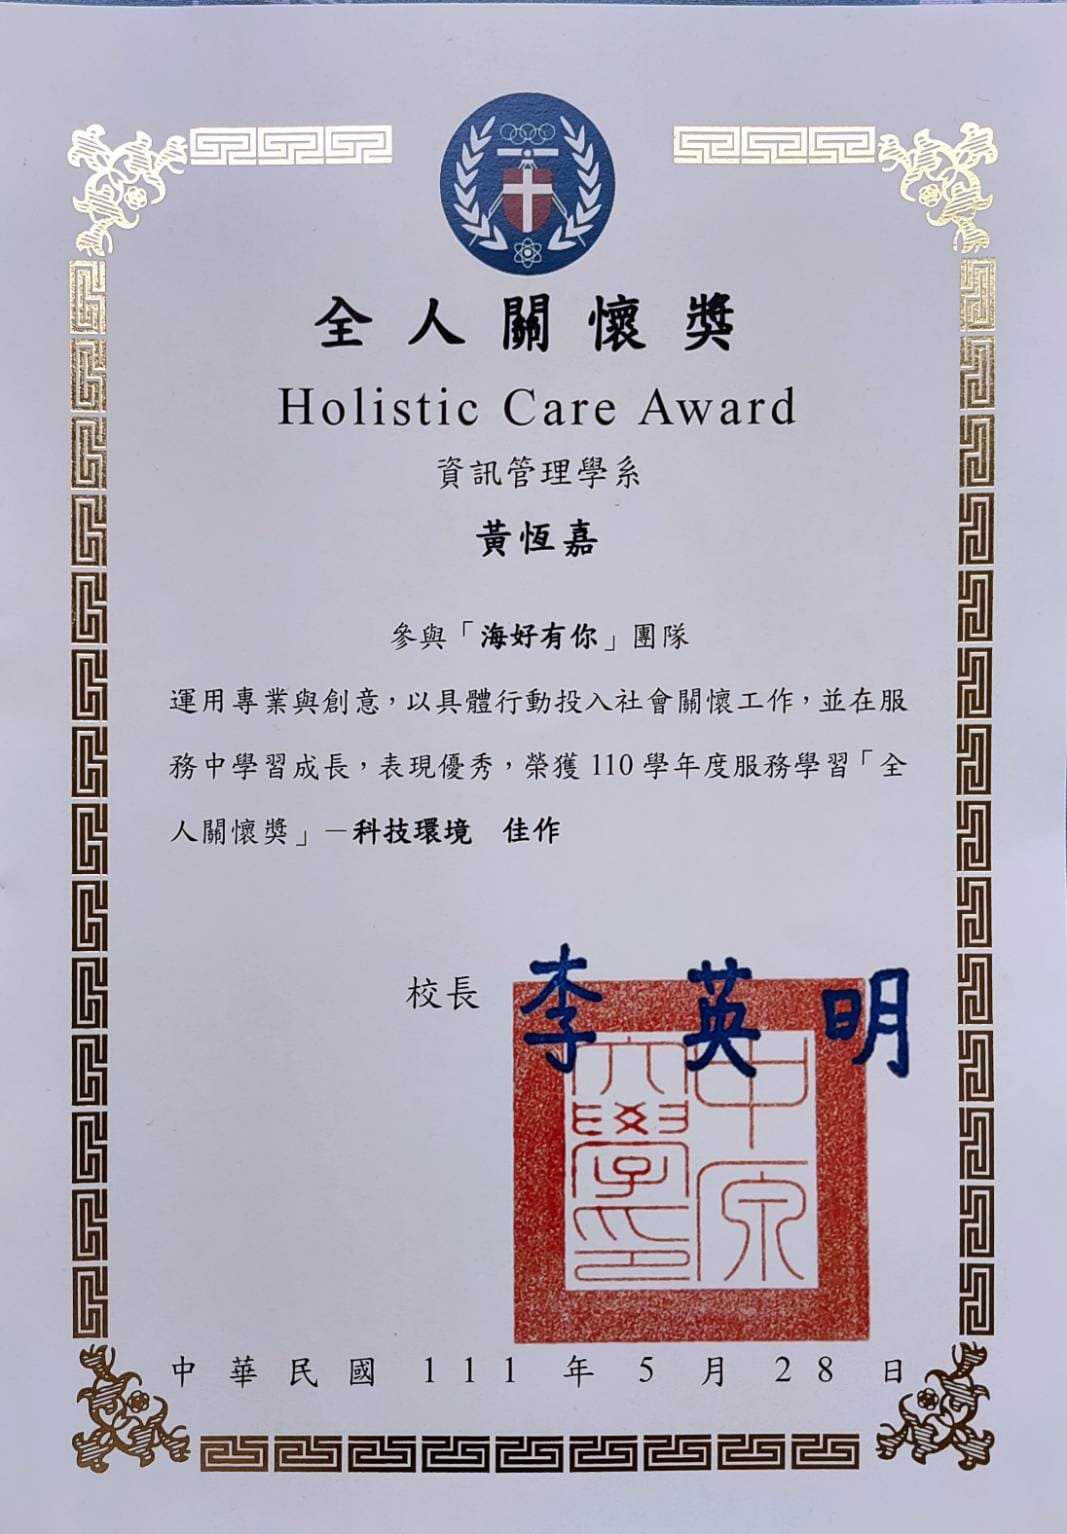 全人關懷獎
Holistic Care Award
資訊管理學系
黃恆嘉
參與「海好有你」團隊
運用專業與創意，以具體行動投入社會關懷工作，並在服
務中學習成長，表現優秀，榮獲 110 學年度服務學習「全
人關懷獎」－科技環境　佳作
校長 李英明
中原
大學印
中華民國 111 年 5 月 28 日